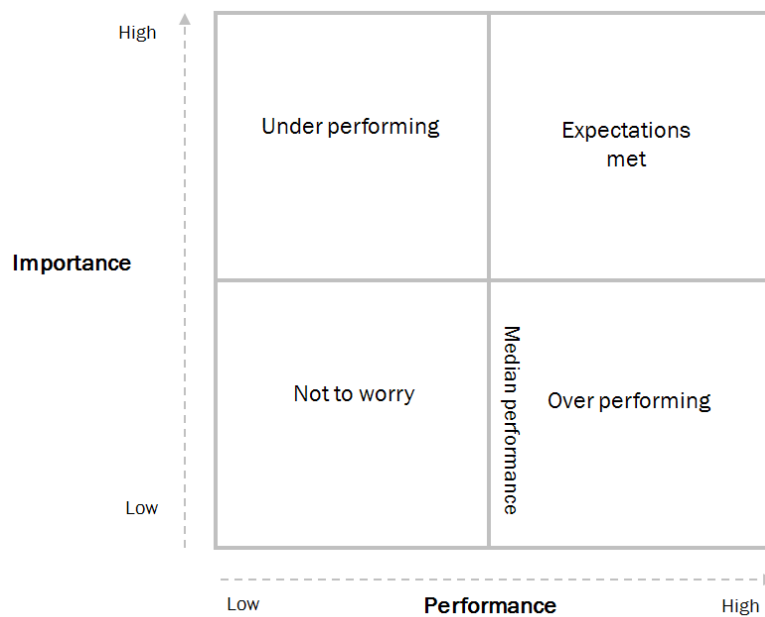 High
Under performing
Expectations
met
Importance
Median performance
Not to worry
Over performing
Low
Low
Performance
High